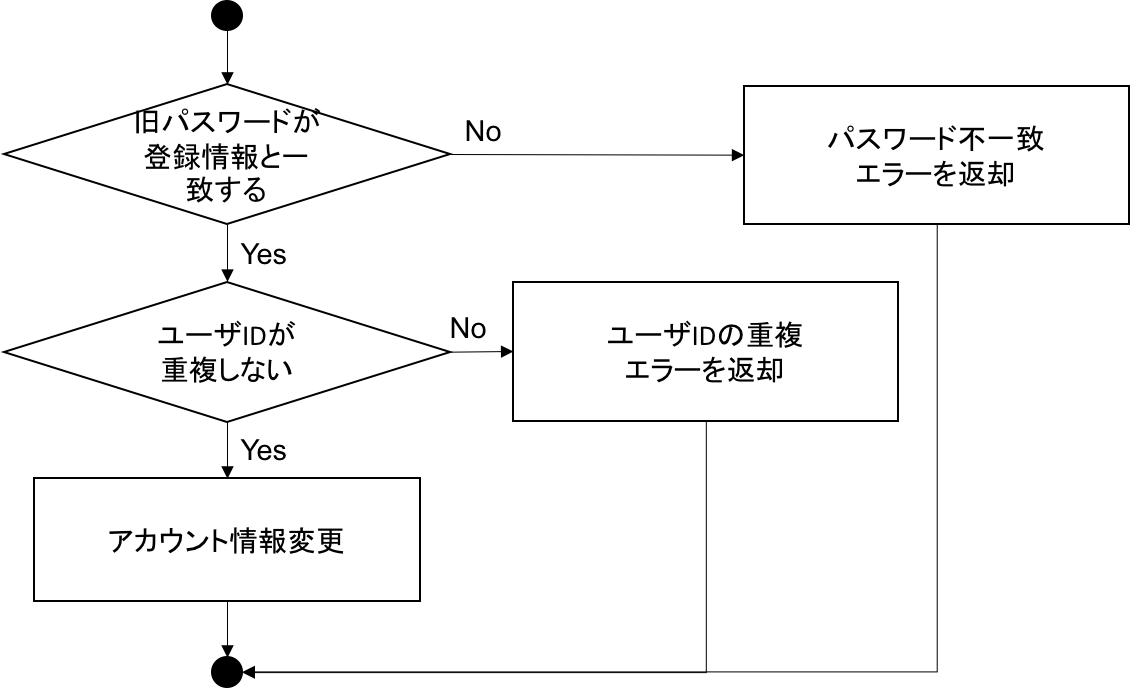 旧パスワードが
登録情報と一
致する
No
パスワード不一致
エラーを返却
Yes
ユーザIDが
重複しない
No
ユーザIDの重複
エラーを返却
Yes
アカウント情報変更